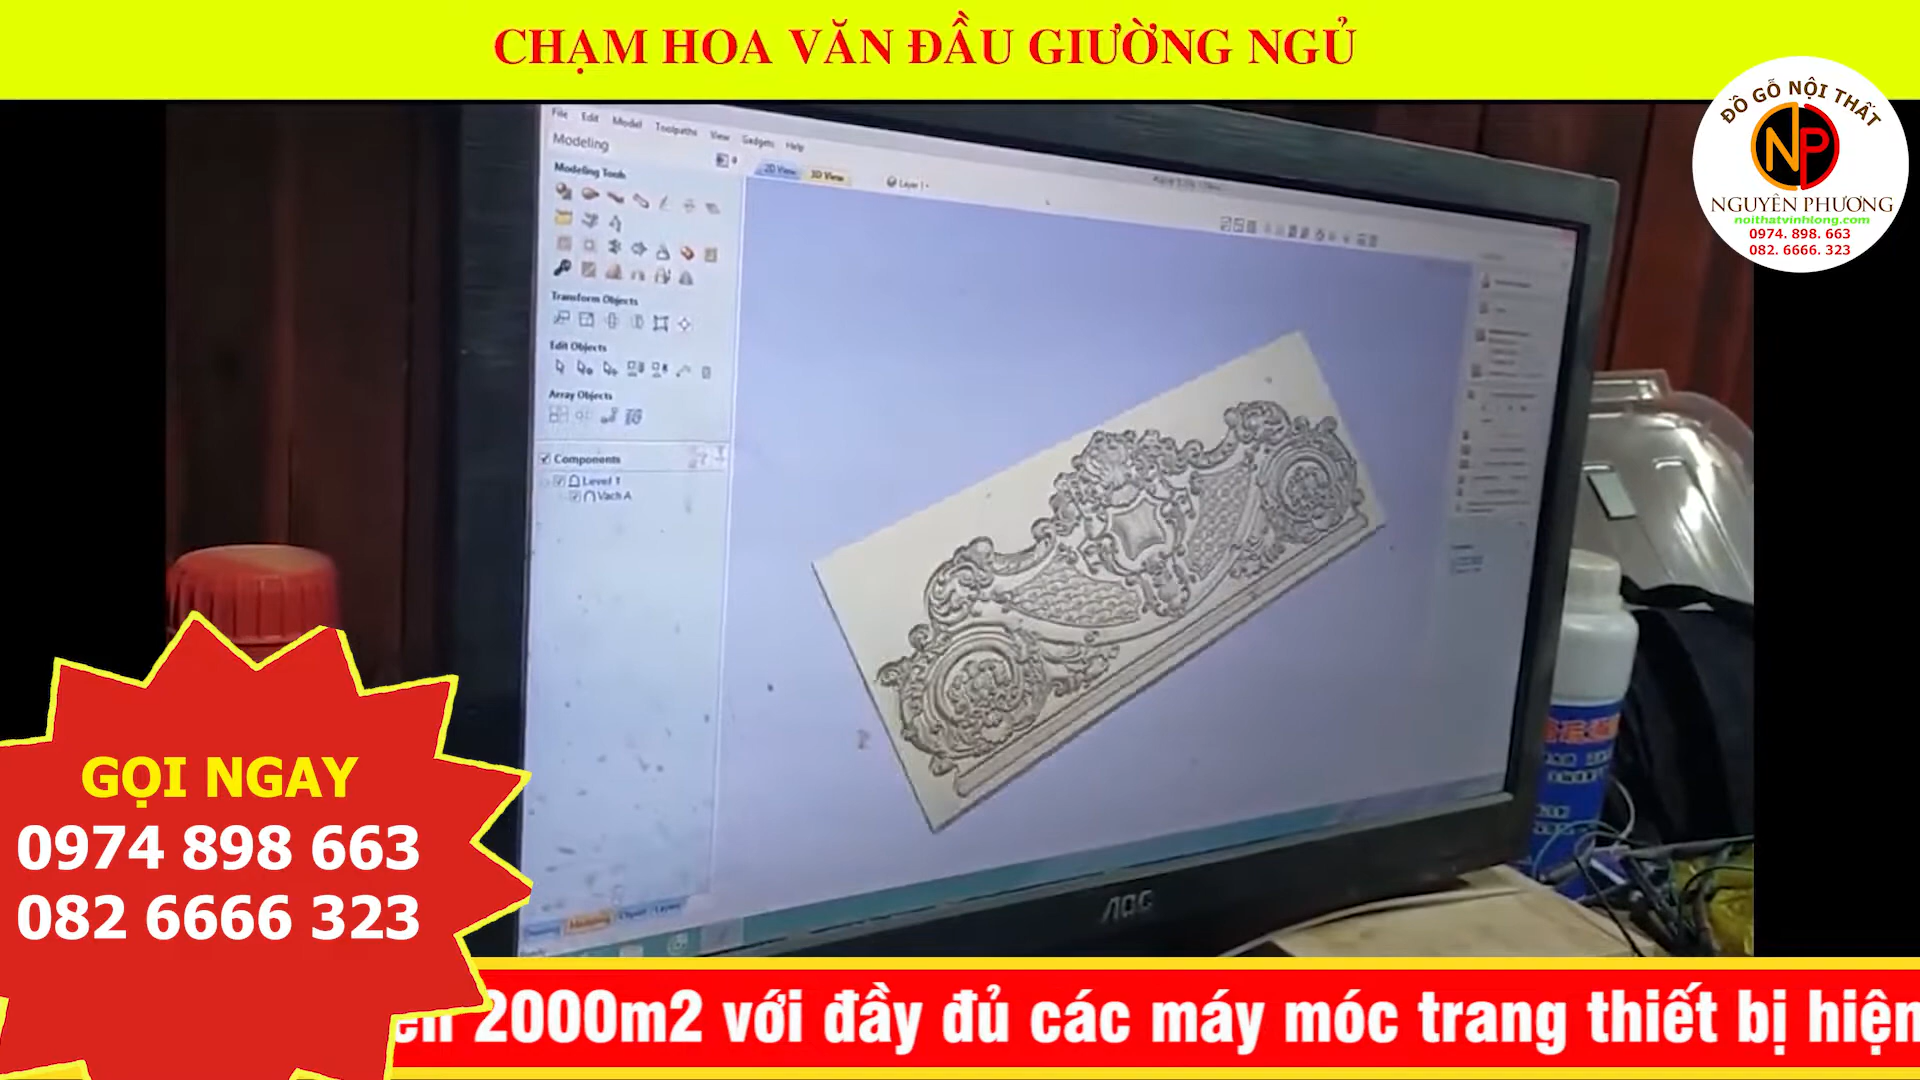 CHẠM HOA VĂN ĐẦU GIƯỜNG NGỦ
ĐỒ GỖ NỘI THẤT
NP
NGUYÊN PHƯƠNG
noithatvinhlong.com
0974. 898. 663
082. 6666. 323
File Edit Model Toolpaths View Gadgets Help
Modeling
2D View 3D View Layer 1
Modeling Tools
Transform Objects
Edit Objects
Array Objects
Components
Level 1
Vach A
Modeling
AOC
GỌI NGAY
0974 898 663
082 6666 323
2000m2 với đầy đủ các máy móc trang thiết bị hiện